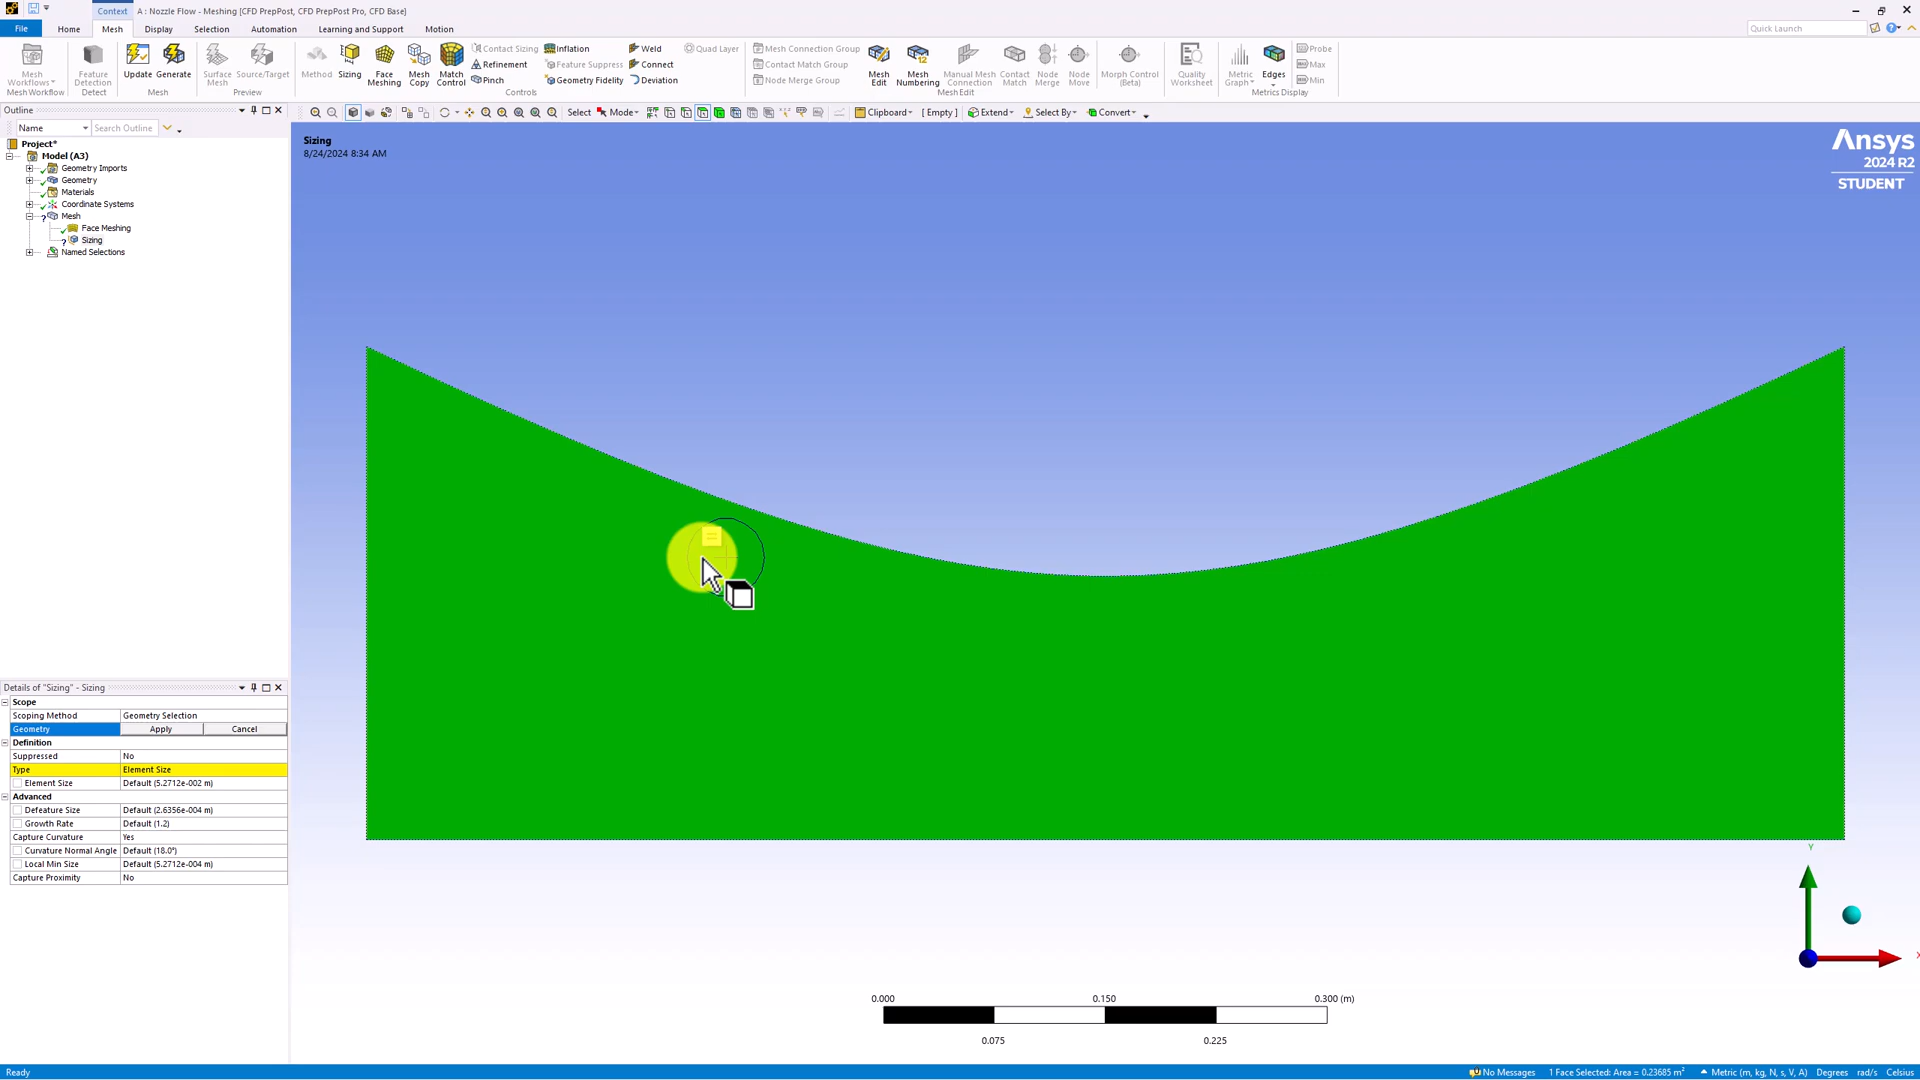 Context
A : Nozzle Flow - Meshing [CFD PrepPost, CFD PrepPost Pro, CFD Base]
File Home Mesh Display Selection Automation Learning and Support Motion
Quick Launch
Mesh Workflows
Mesh Workflow
Feature Detection
Detect
Update Generate
Mesh
Surface Mesh Source/Target
Preview
Method Sizing Face Meshing Mesh Copy Match Control
Contact Sizing
Refinement
Pinch
Inflation
Feature Suppress
Geometry Fidelity
Weld
Connect
Deviation
Quad Layer
Controls
Mesh Connection Group
Contact Match Group
Node Merge Group
Mesh Edit Mesh Numbering Manual Mesh Connection Contact Match Node Merge Node Move Morph Control (Beta)
Mesh Edit
Quality Worksheet
Metric Graph Edges
Probe
Max
Min
Metrics Display
Outline
Name Search Outline
Select Mode Clipboard [ Empty ] Extend Select By Convert
Project*
Model (A3)
Geometry Imports
Geometry
Materials
Coordinate Systems
Mesh
Face Meshing
Sizing
Named Selections
Sizing
8/24/2024 8:34 AM
Ansys
2024 R2
STUDENT
Details of "Sizing" - Sizing
Scope
Scoping Method Geometry Selection
Geometry Apply Cancel
Definition
Suppressed No
Type Element Size
Element Size Default (5.2712e-002 m)
Advanced
Defeature Size Default (2.6356e-004 m)
Growth Rate Default (1.2)
Capture Curvature Yes
Curvature Normal Angle Default (18.0°)
Local Min Size Default (5.2712e-004 m)
Capture Proximity No
Y
X
0.000 0.150 0.300 (m)
0.075 0.225
Ready
No Messages 1 Face Selected: Area = 0.23685 m² Metric (m, kg, N, s, V, A) Degrees rad/s Celsius